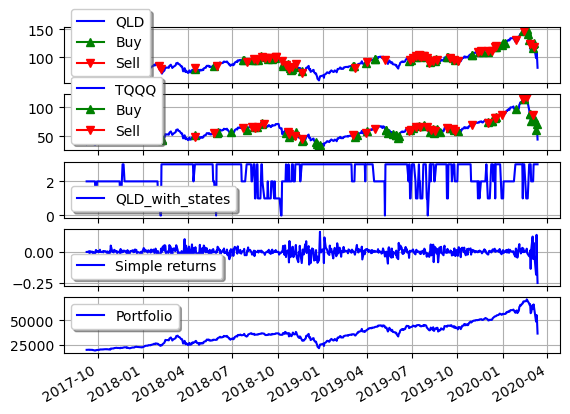 150
100
QLD
Buy
Sell
100
50
TQQQ
Buy
Sell
2
0
QLD_with_states
0.00
−0.25
Simple returns
50000
25000
Portfolio
2017-10
2018-01
2018-04
2018-07
2018-10
2019-01
2019-04
2019-07
2019-10
2020-01
2020-04